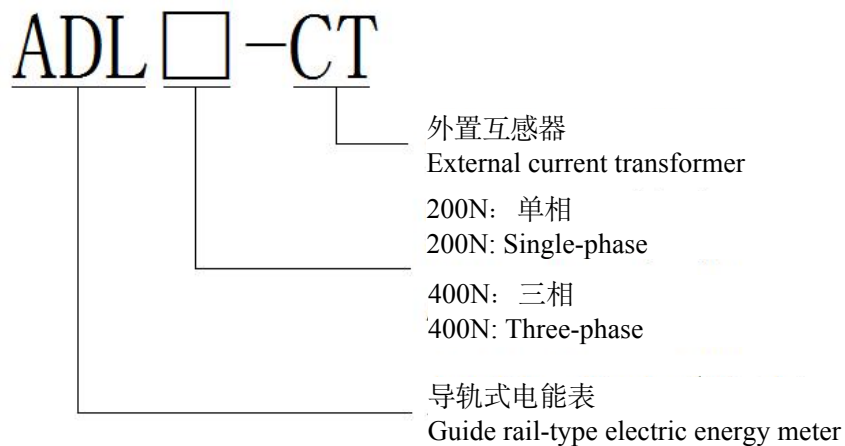 ADL□-CT
外置互感器
External current transformer
200N：单相
200N: Single-phase
400N：三相
400N: Three-phase
导轨式电能表
Guide rail-type electric energy meter